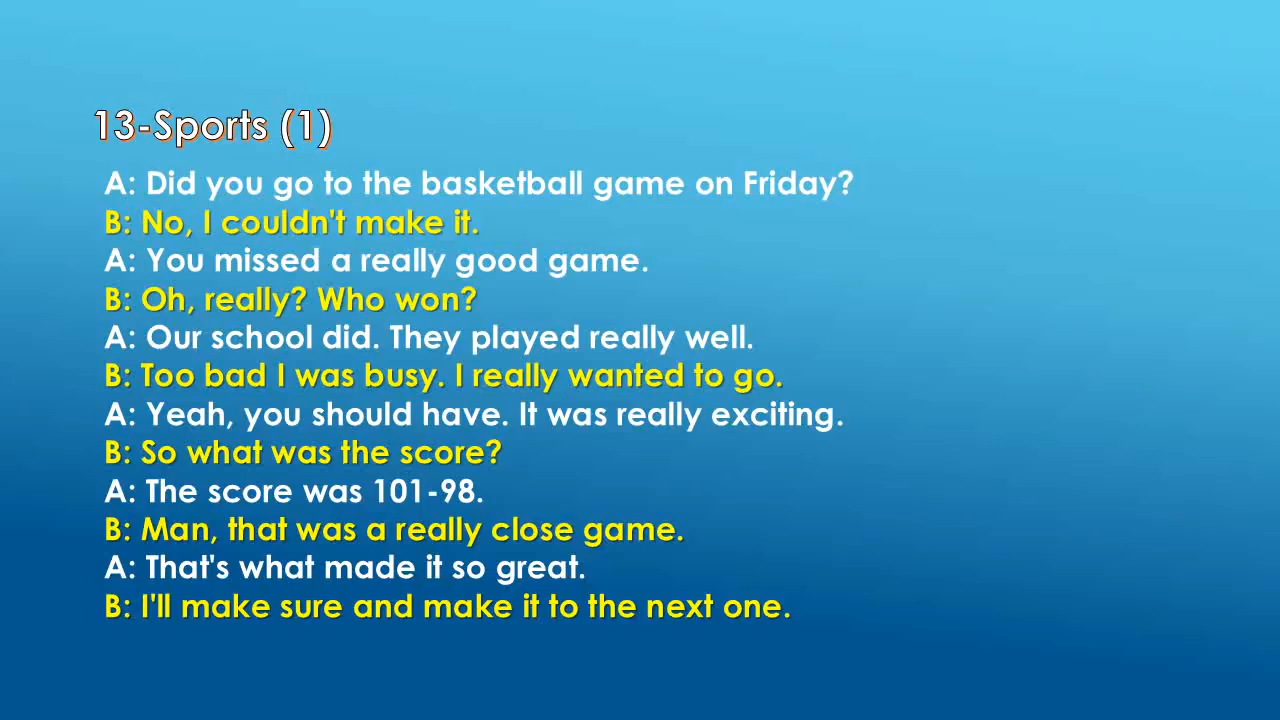 13-Sports (1)
A: Did you go to the basketball game on Friday?
B: No, I couldn't make it.
A: You missed a really good game.
B: Oh, really? Who won?
A: Our school did. They played really well.
B: Too bad I was busy. I really wanted to go.
A: Yeah, you should have. It was really exciting.
B: So what was the score?
A: The score was 101-98.
B: Man, that was a really close game.
A: That's what made it so great.
B: I'll make sure and make it to the next one.